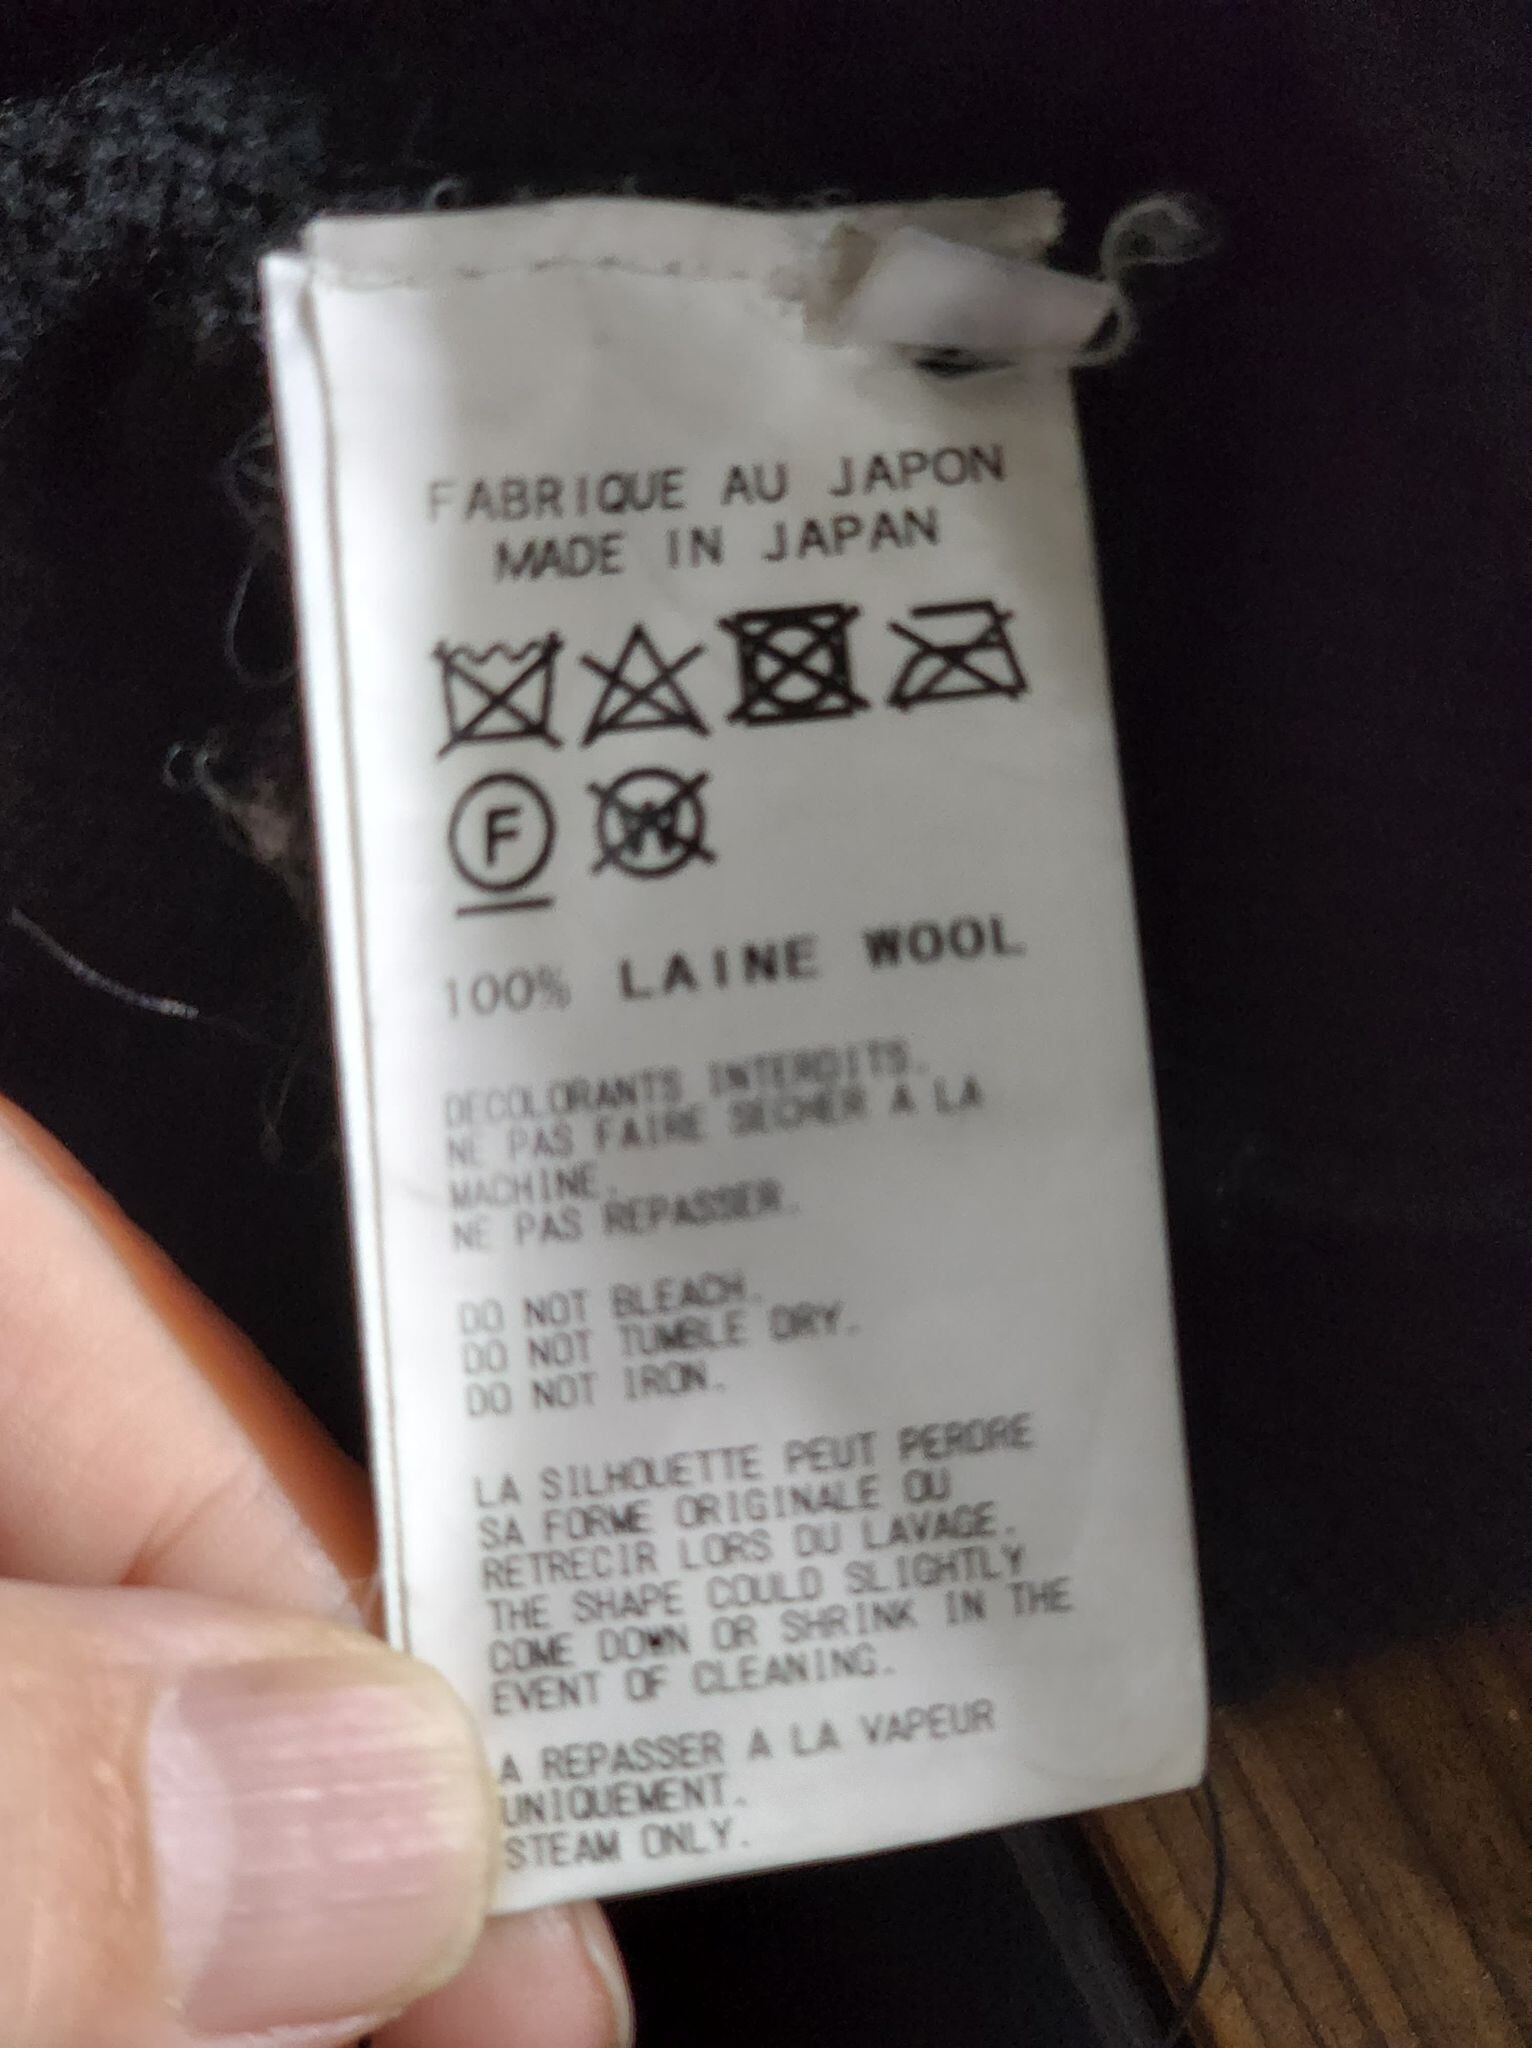 FABRIQUE AU JAPON
MADE IN JAPAN
F W
100% LAINE WOOL
DECOLORANTS INTERDITS.
NE PAS FAIRE SECHER A LA
MACHINE.
NE PAS REPASSER.
DO NOT BLEACH.
DO NOT TUMBLE DRY.
DO NOT IRON.
LA SILHOUETTE PEUT PERDRE
SA FORME ORIGINALE OU
RETRECIR LORS DU LAVAGE.
THE SHAPE COULD SLIGHTLY
COME DOWN OR SHRINK IN THE
EVENT OF CLEANING.
A REPASSER A LA VAPEUR
UNIQUEMENT.
STEAM ONLY.